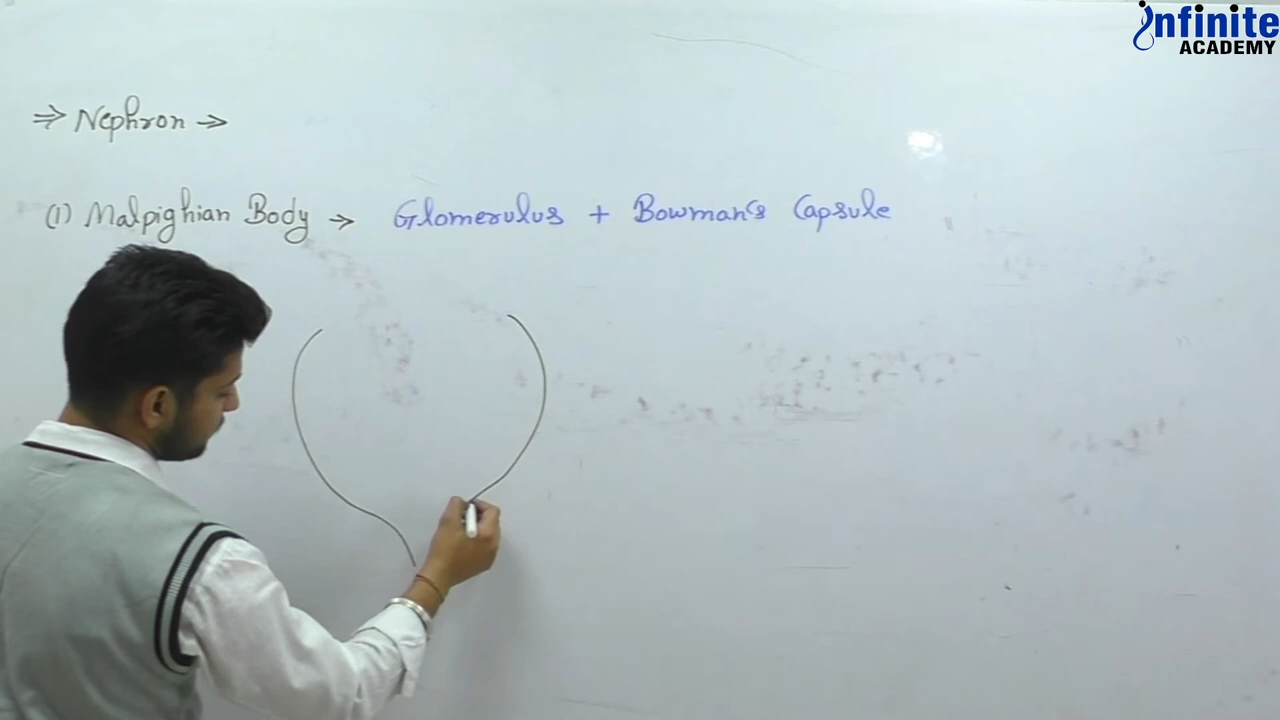 infinite
ACADEMY
⇒ Nephron →
(1) Malpighian Body → Glomerulus + Bowman's Capsule